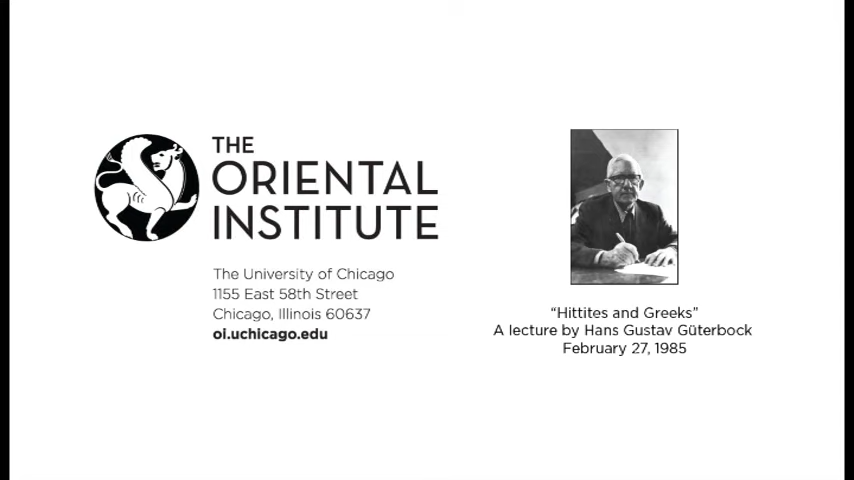 THE
ORIENTAL
INSTITUTE
The University of Chicago
1155 East 58th Street
Chicago, Illinois 60637
oi.uchicago.edu
“Hittites and Greeks”
A lecture by Hans Gustav Güterbock
February 27, 1985